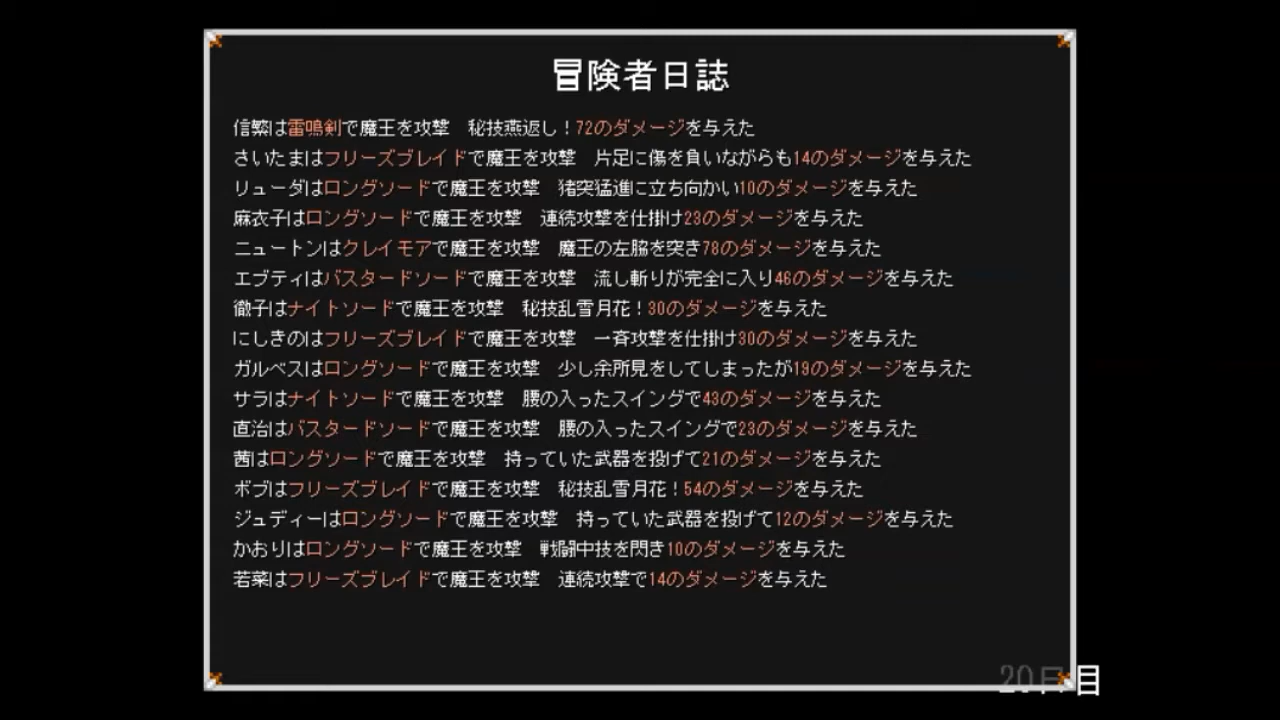 冒険者日誌
信繁は雷鳴剣で魔王を攻撃　秘技燕返し！72のダメージを与えた
さいたまはフリーズブレイドで魔王を攻撃　片足に傷を負いながらも14のダメージを与えた
リューダはロングソードで魔王を攻撃　猪突猛進に立ち向かい10のダメージを与えた
麻衣子はロングソードで魔王を攻撃　連続攻撃を仕掛け23のダメージを与えた
ニュートンはクレイモアで魔王を攻撃　魔王の左脇を突き78のダメージを与えた
エブティはバスタードソードで魔王を攻撃　流し斬りが完全に入り46のダメージを与えた
徹子はナイトソードで魔王を攻撃　秘技乱雪月花！30のダメージを与えた
にしきのはフリーズブレイドで魔王を攻撃　一斉攻撃を仕掛け30のダメージを与えた
ガルベスはロングソードで魔王を攻撃　少し余所見をしてしまったが19のダメージを与えた
サラはナイトソードで魔王を攻撃　腰の入ったスイングで43のダメージを与えた
直治はバスタードソードで魔王を攻撃　腰の入ったスイングで23のダメージを与えた
茜はロングソードで魔王を攻撃　持っていた武器を投げて21のダメージを与えた
ボブはフリーズブレイドで魔王を攻撃　秘技乱雪月花！54のダメージを与えた
ジュディーはロングソードで魔王を攻撃　持っていた武器を投げて12のダメージを与えた
かおりはロングソードで魔王を攻撃　戦闘中技を閃き10のダメージを与えた
若菜はフリーズブレイドで魔王を攻撃　連続攻撃で14のダメージを与えた
20日目